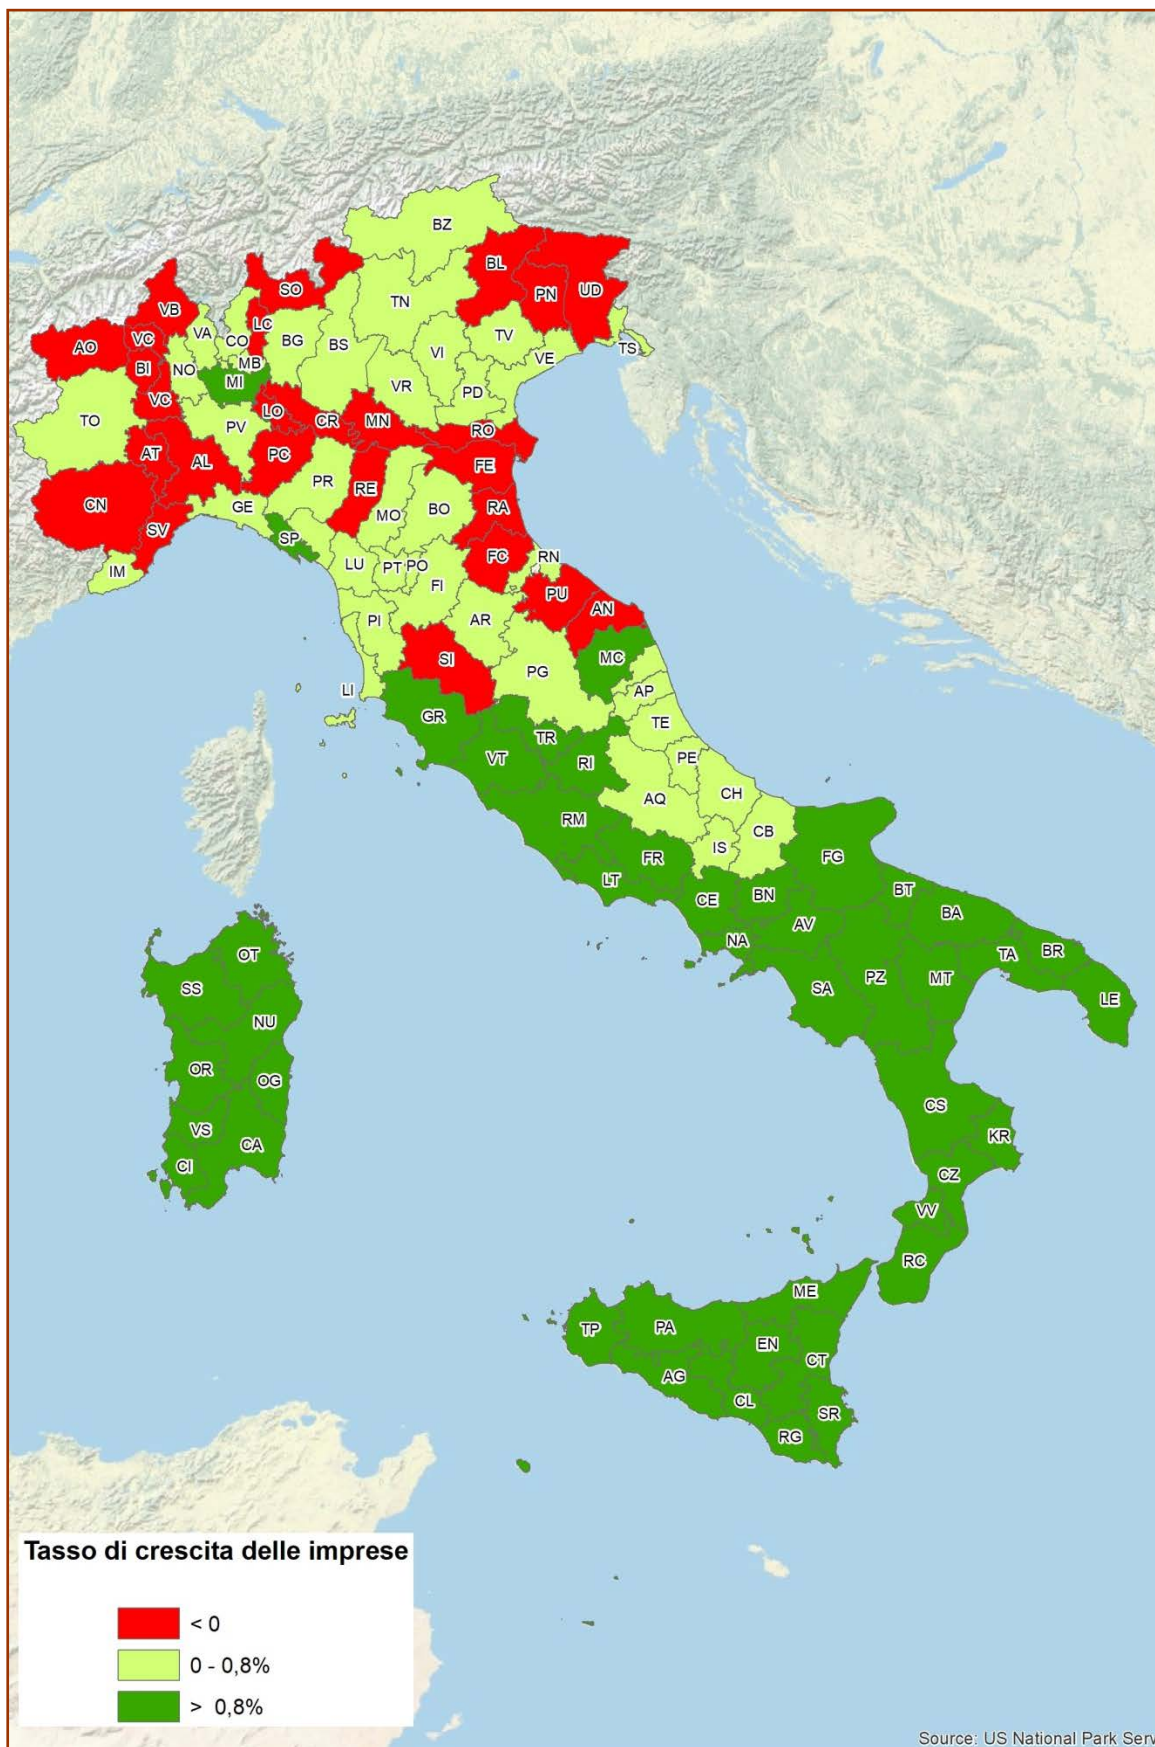 BZ
BL
PN
UD
SO
TN
VB
LC
VA
CO
BG
BS
TV
VC
AO
BI
NO
MB
MI
VI
VE
TS
VR
PD
VC
TO
LO
CR
MN
RO
PV
AT
AL
PC
FE
PR
RE
CN
GE
MO
BO
RA
SV
SP
FC
RN
IM
LU
PT
PO
FI
PU
AN
PI
AR
SI
MC
PG
LI
AP
GR
TE
TR
VT
RI
PE
AQ
CH
RM
CB
IS
FR
FG
LT
CE
BN
BT
BA
AV
NA
TA
BR
OT
PZ
MT
SS
SA
LE
NU
OR
OG
CS
VS
CA
KR
CI
CZ
VV
RC
ME
TP
PA
EN
CT
AG
CL
SR
RG
Tasso di crescita delle imprese
< 0
0 - 0,8%
> 0,8%
Source: US National Park Serv